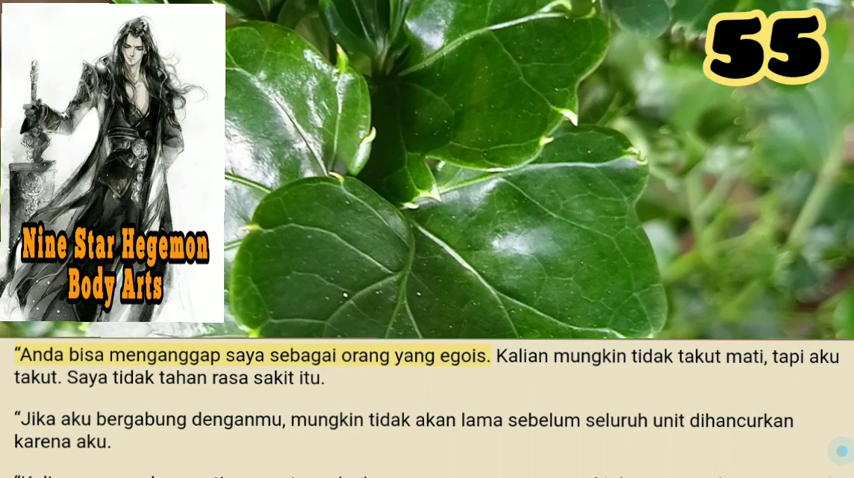 55
Nine Star Hegemon
Body Arts
“Anda bisa menganggap saya sebagai orang yang egois. Kalian mungkin tidak takut mati, tapi aku
takut. Saya tidak tahan rasa sakit itu.
“Jika aku bergabung denganmu, mungkin tidak akan lama sebelum seluruh unit dihancurkan
karena aku.